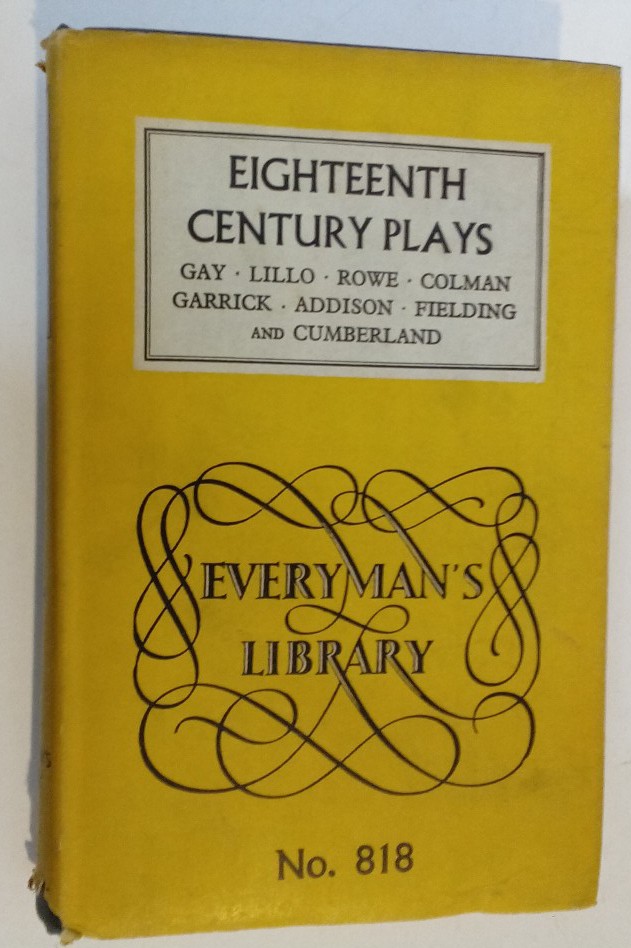 EIGHTEENTH
CENTURY PLAYS
GAY · LILLO · ROWE · COLMAN
GARRICK · ADDISON · FIELDING
AND CUMBERLAND
EVERYMAN'S
LIBRARY
No. 818